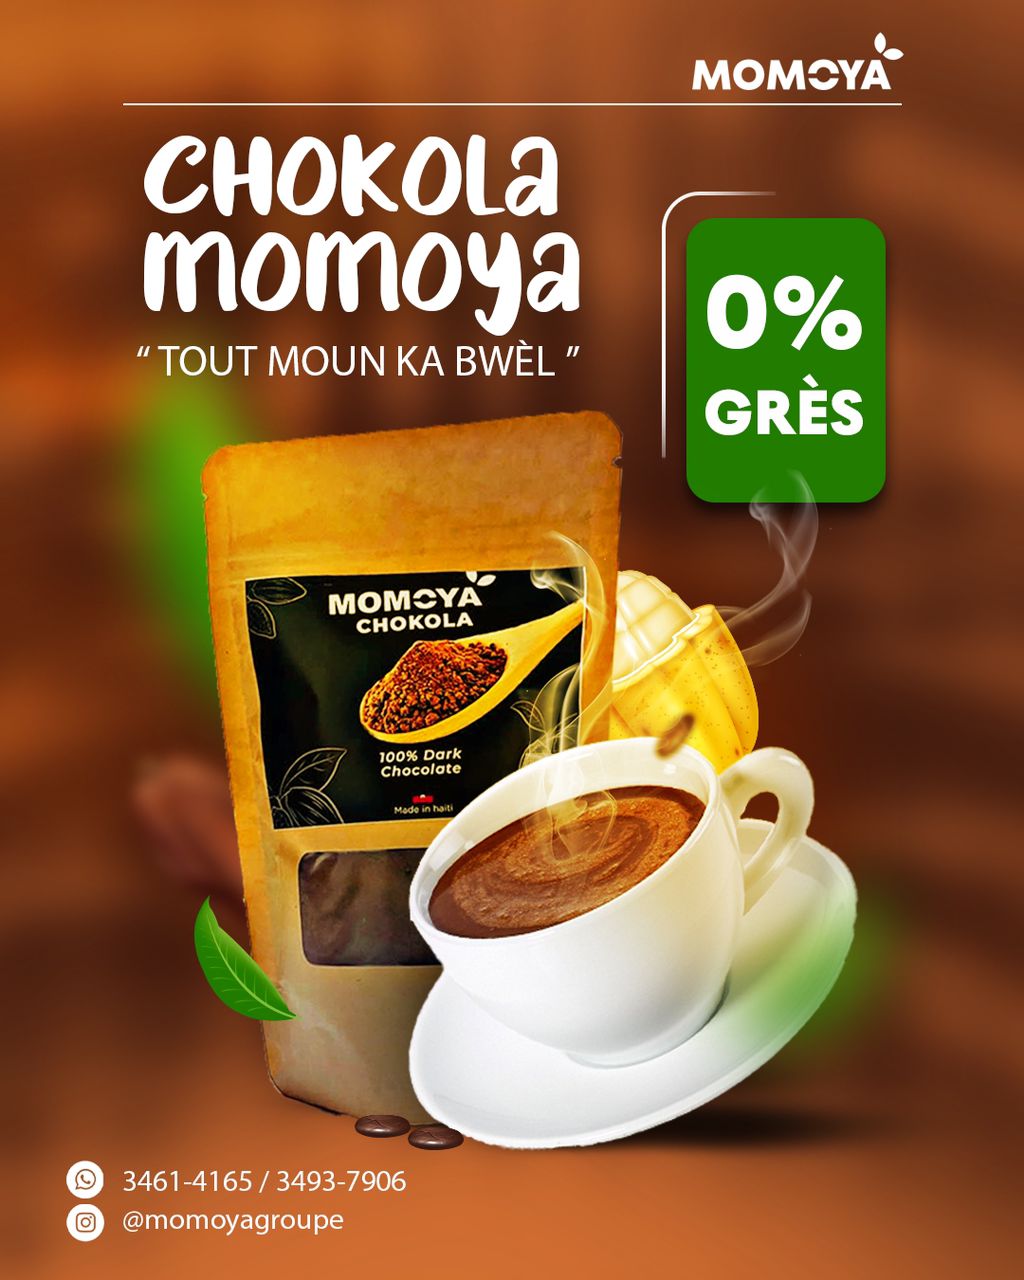 MOMOYA
CHOKOLA
MOMOYA
“ TOUT MOUN KA BWÈL ”
0%
GRÈS
MOMOYA
CHOKOLA
100% Dark
Chocolate
Made in haiti
3461-4165 / 3493-7906
@momoyagroupe